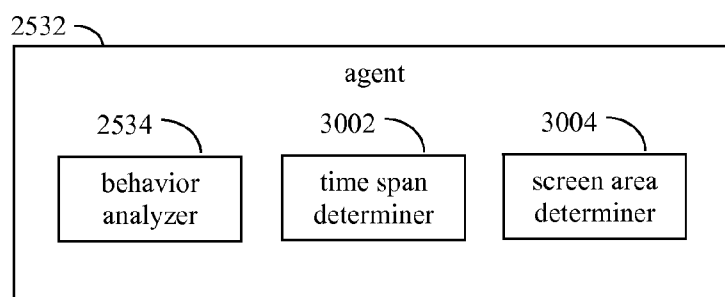 2532
agent
2534
3002
3004
behavior
analyzer
time span
determiner
screen area
determiner